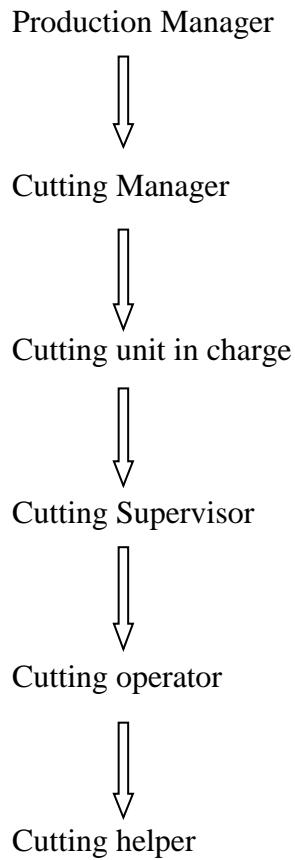 Production Manager
Cutting Manager
Cutting unit in charge
Cutting Supervisor
Cutting operator
Cutting helper